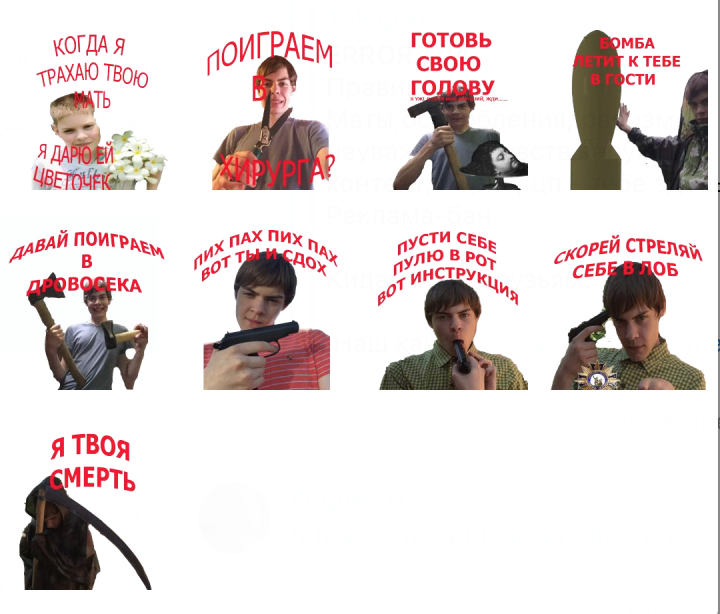 КОГДА Я
ТРАХАЮ ТВОЮ
МАТЬ
Я ДАРЮ ЕЙ
ЦВЕТОЧЕК
ПОИГРАЕМ
В
ХИРУРГА?
ГОТОВЬ
СВОЮ
ГОЛОВУ
БОМБА
ЛЕТИТ К ТЕБЕ
В ГОСТИ
ДАВАЙ ПОИГРАЕМ
В
ДРОВОСЕКА
ПИХ ПАХ ПИХ ПАХ
ВОТ ТЫ И СДОХ
ПУСТИ СЕБЕ
ПУЛЮ В РОТ
ВОТ ИНСТРУКЦИЯ
СКОРЕЙ СТРЕЛЯЙ
СЕБЕ В ЛОБ
Я ТВОЯ
СМЕРТЬ